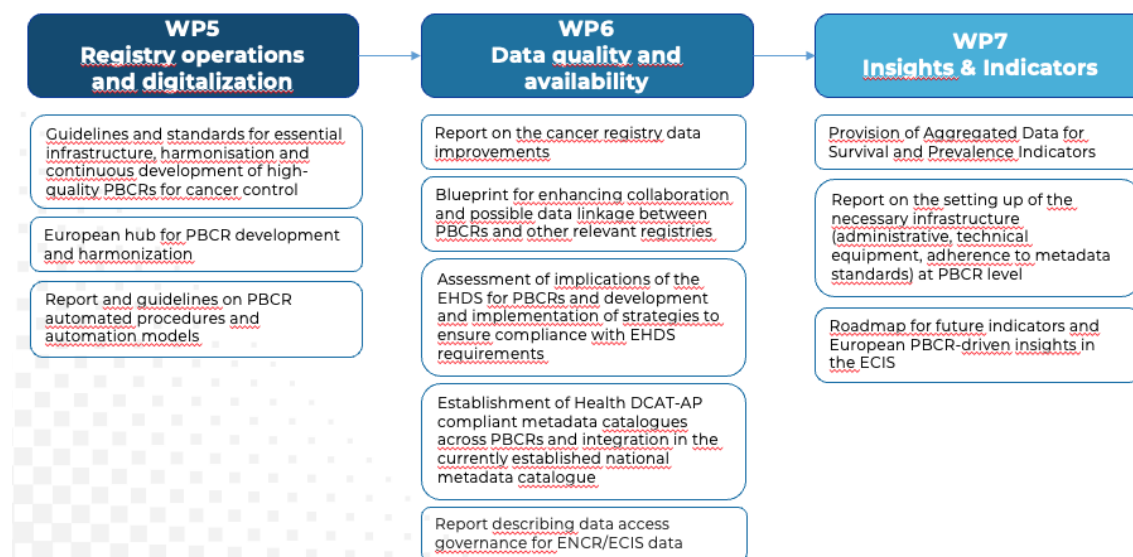 WP5
Registry operations
and digitalization
Guidelines and standards for essential
infrastructure, harmonisation and
continuous development of high-
quality PBCRs for cancer control
European hub for PBCR development
and harmonization
Report and guidelines on PBCR
automated procedures and
automation models
WP6
Data quality and
availability
Report on the cancer registry data
improvements
Blueprint for enhancing collaboration
and possible data linkage between
PBCRs and other relevant registries
Assessment of implications of the
EHDS for PBCRs and development
and implementation of strategies to
ensure compliance with EHDS
requirements
Establishment of Health DCAT-AP
compliant metadata catalogues
across PBCRs and integration in the
currently established national
metadata catalogue
Report describing data access
governance for ENCR/ECIS data
WP7
Insights & Indicators
Provision of Aggregated Data for
Survival and Prevalence Indicators
Report on the setting up of the
necessary infrastructure
(administrative, technical
equipment, adherence to metadata
standards) at PBCR level
Roadmap for future indicators and
European PBCR-driven insights in
the ECIS